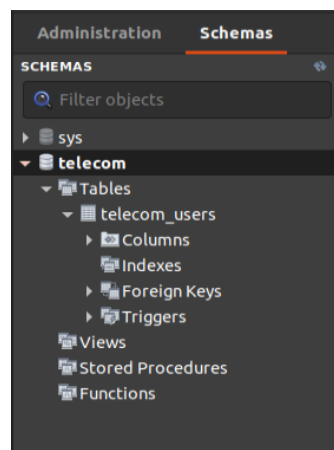 Administration Schemas
SCHEMAS
Filter objects
sys
telecom
Tables
telecom_users
Columns
Indexes
Foreign Keys
Triggers
Views
Stored Procedures
Functions